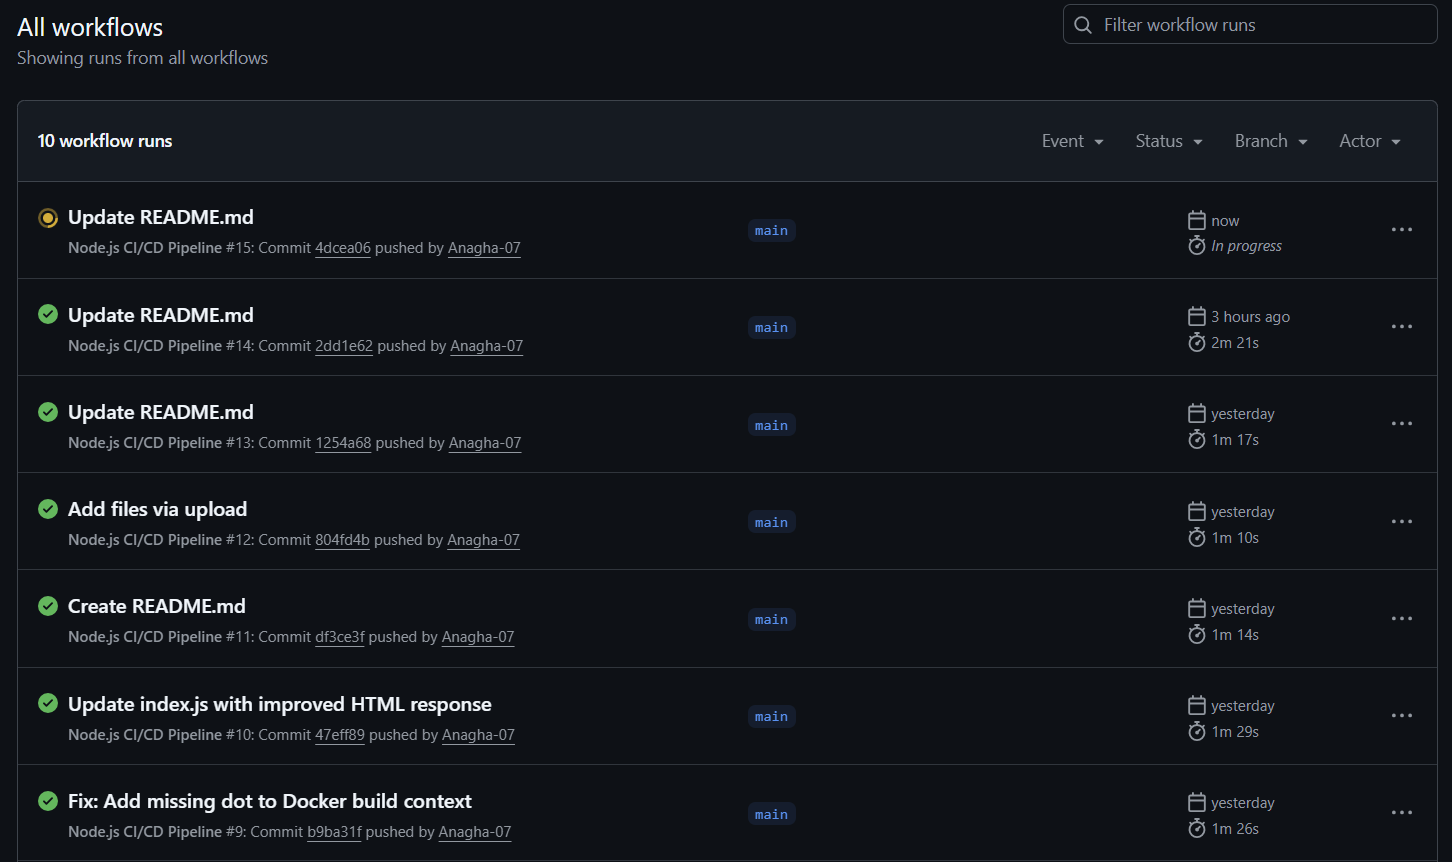 All workflows
Showing runs from all workflows
Filter workflow runs
10 workflow runs
Event
Status
Branch
Actor
Update README.md
Node.js CI/CD Pipeline #15: Commit 4dcea06 pushed by Anagha-07
main
now
In progress
Update README.md
Node.js CI/CD Pipeline #14: Commit 2dd1e62 pushed by Anagha-07
main
3 hours ago
2m 21s
Update README.md
Node.js CI/CD Pipeline #13: Commit 1254a68 pushed by Anagha-07
main
yesterday
1m 17s
Add files via upload
Node.js CI/CD Pipeline #12: Commit 804fd4b pushed by Anagha-07
main
yesterday
1m 10s
Create README.md
Node.js CI/CD Pipeline #11: Commit df3ce3f pushed by Anagha-07
main
yesterday
1m 14s
Update index.js with improved HTML response
Node.js CI/CD Pipeline #10: Commit 47eff89 pushed by Anagha-07
main
yesterday
1m 29s
Fix: Add missing dot to Docker build context
Node.js CI/CD Pipeline #9: Commit b9ba31f pushed by Anagha-07
main
yesterday
1m 26s